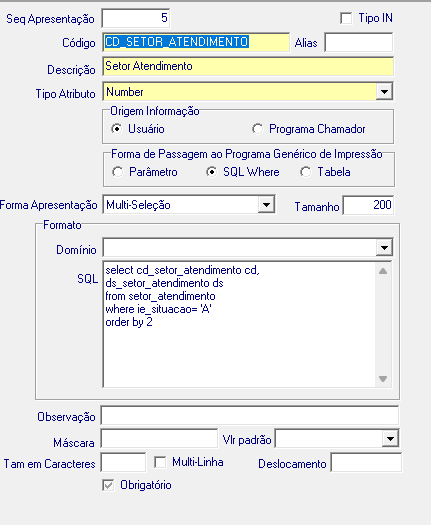 Seq Apresentação 5 Tipo IN
Código CD_SETOR_ATENDIMENTO Alias
Descrição Setor Atendimento
Tipo Atributo Number
Origem Informação
Usuário Programa Chamador
Forma de Passagem ao Programa Genérico de Impressão
Parâmetro SQL Where Tabela
Forma Apresentação Multi-Seleção Tamanho 200
Formato
Domínio
SQL select cd_setor_atendimento cd,
ds_setor_atendimento ds
from setor_atendimento
where ie_situacao= 'A'
order by 2
Observação
Máscara Vlr padrão
Tam em Caracteres Multi-Linha Deslocamento
Obrigatório